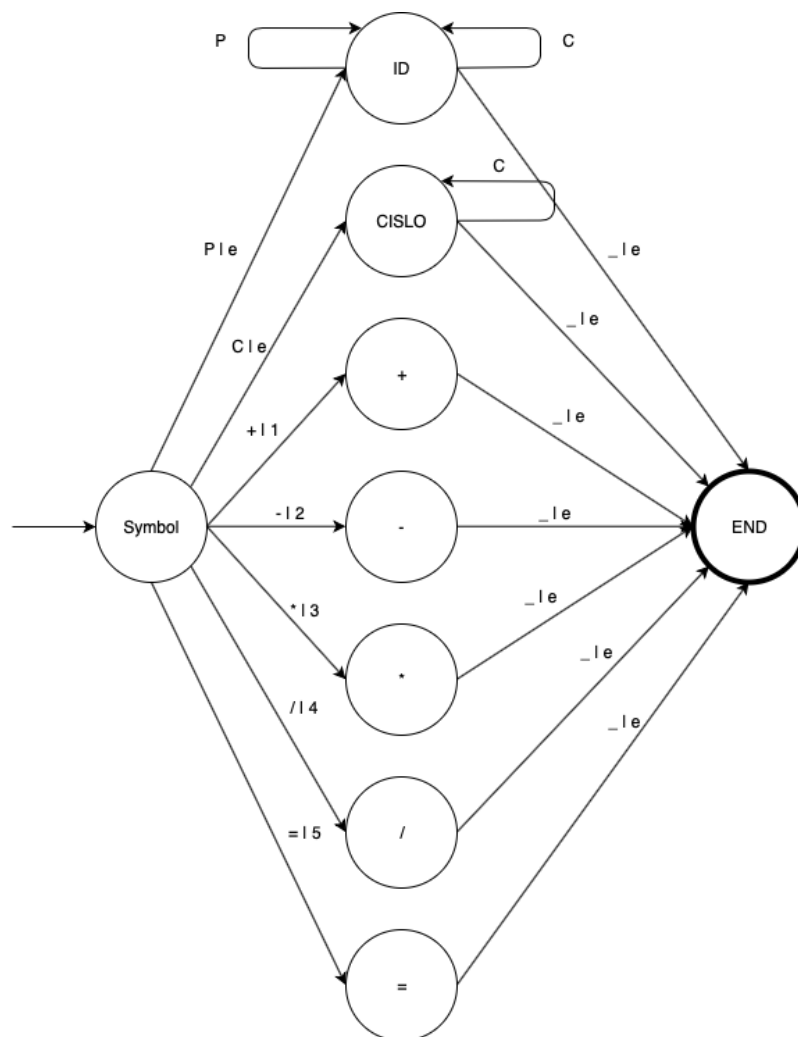 P
C
ID
C
CISLO
P | e
_ | e
_ | e
C | e
+
+ | 1
_ | e
Symbol
- | 2
-
_ | e
END
* | 3
_ | e
*
_ | e
/ | 4
_ | e
= | 5
/
=